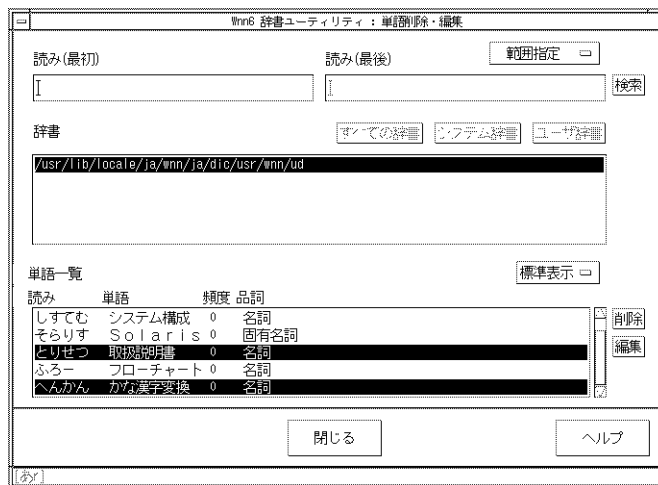 Wnn6 辞書ユーティリティ : 単語削除・編集
読み(最初) 読み(最後) 範囲指定
検索
辞書 すべての辞書 システム辞書 ユーザ辞書
/usr/lib/locale/ja/wnn/ja/dic/usr/wnn/ud
単語一覧 標準表示
読み 単語 頻度 品詞
しすてむ システム構成 0 名詞
そらりす Ｓｏｌａｒｉｓ 0 固有名詞
とりせつ 取扱説明書 0 名詞
ふろー フローチャート 0 名詞
へんかん かな漢字変換 0 名詞
削除
編集
閉じる ヘルプ
[あr]